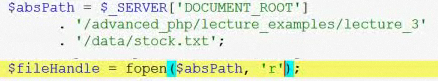 $absPath = $_SERVER['DOCUMENT_ROOT']
. '/advanced_php/lecture_examples/lecture_3'
. '/data/stock.txt';
$fileHandle = fopen($absPath, 'r');